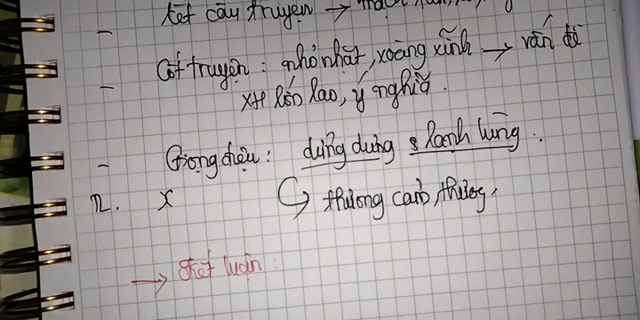 - kết cấu truyện →
- Cốt truyện : nhỏ nhặt, xoàng xĩnh → vấn đề
XH lớn lao, ý nghĩa.
- Giọng điệu : dửng dưng & lạnh lùng.
II. X ↳ thương cảm, thương,
→ Kết luận :